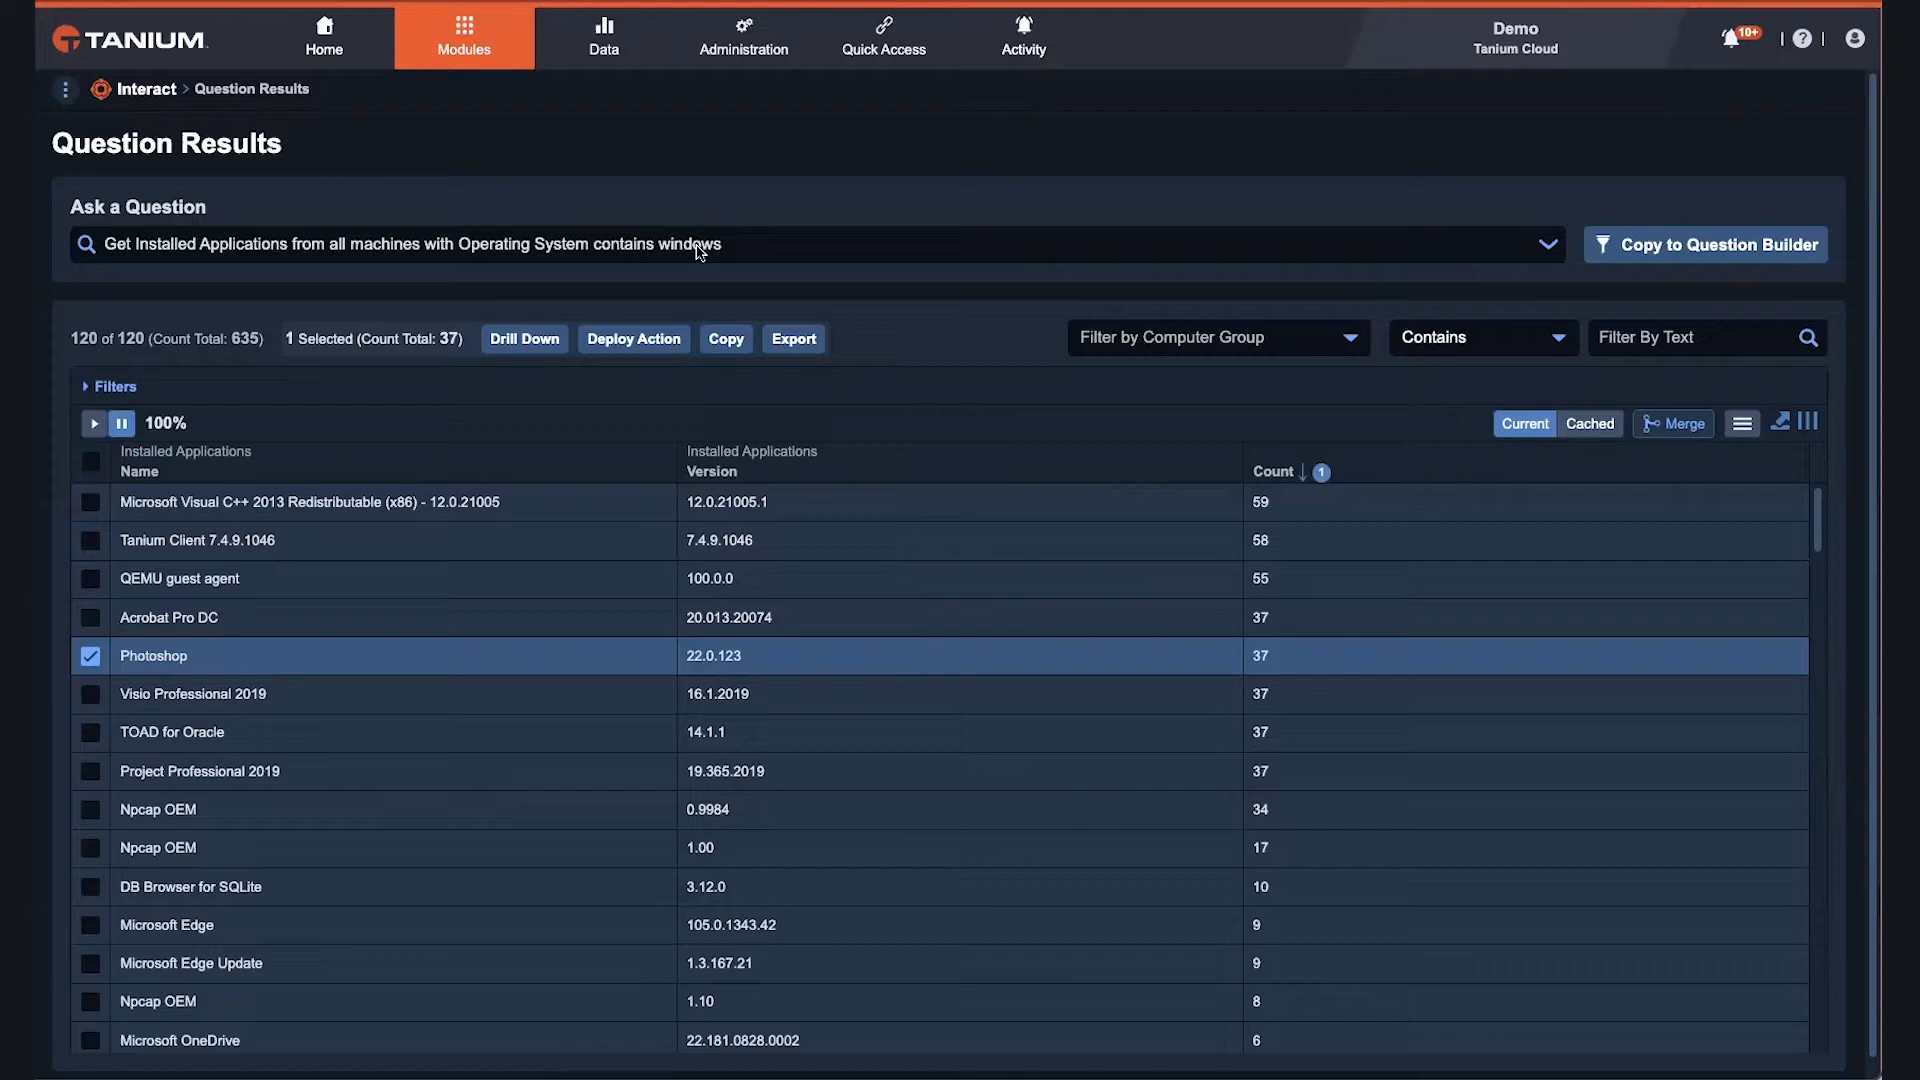 TANIUM
Home
Modules
Data
Administration
Quick Access
Activity
Demo
Tanium Cloud
10+
Interact > Question Results
Question Results
Ask a Question
Get Installed Applications from all machines with Operating System contains windows
Copy to Question Builder
120 of 120 (Count Total: 635)
1 Selected (Count Total: 37)
Drill Down
Deploy Action
Copy
Export
Filter by Computer Group
Contains
Filter By Text
Filters
100%
Current
Cached
Merge
Installed Applications
Name
Installed Applications
Version
Count 1
Microsoft Visual C++ 2013 Redistributable (x86) - 12.0.21005 12.0.21005.1 59
Tanium Client 7.4.9.1046 7.4.9.1046 58
QEMU guest agent 100.0.0 55
Acrobat Pro DC 20.013.20074 37
Photoshop 22.0.123 37
Visio Professional 2019 16.1.2019 37
TOAD for Oracle 14.1.1 37
Project Professional 2019 19.365.2019 37
Npcap OEM 0.9984 34
Npcap OEM 1.00 17
DB Browser for SQLite 3.12.0 10
Microsoft Edge 105.0.1343.42 9
Microsoft Edge Update 1.3.167.21 9
Npcap OEM 1.10 8
Microsoft OneDrive 22.181.0828.0002 6